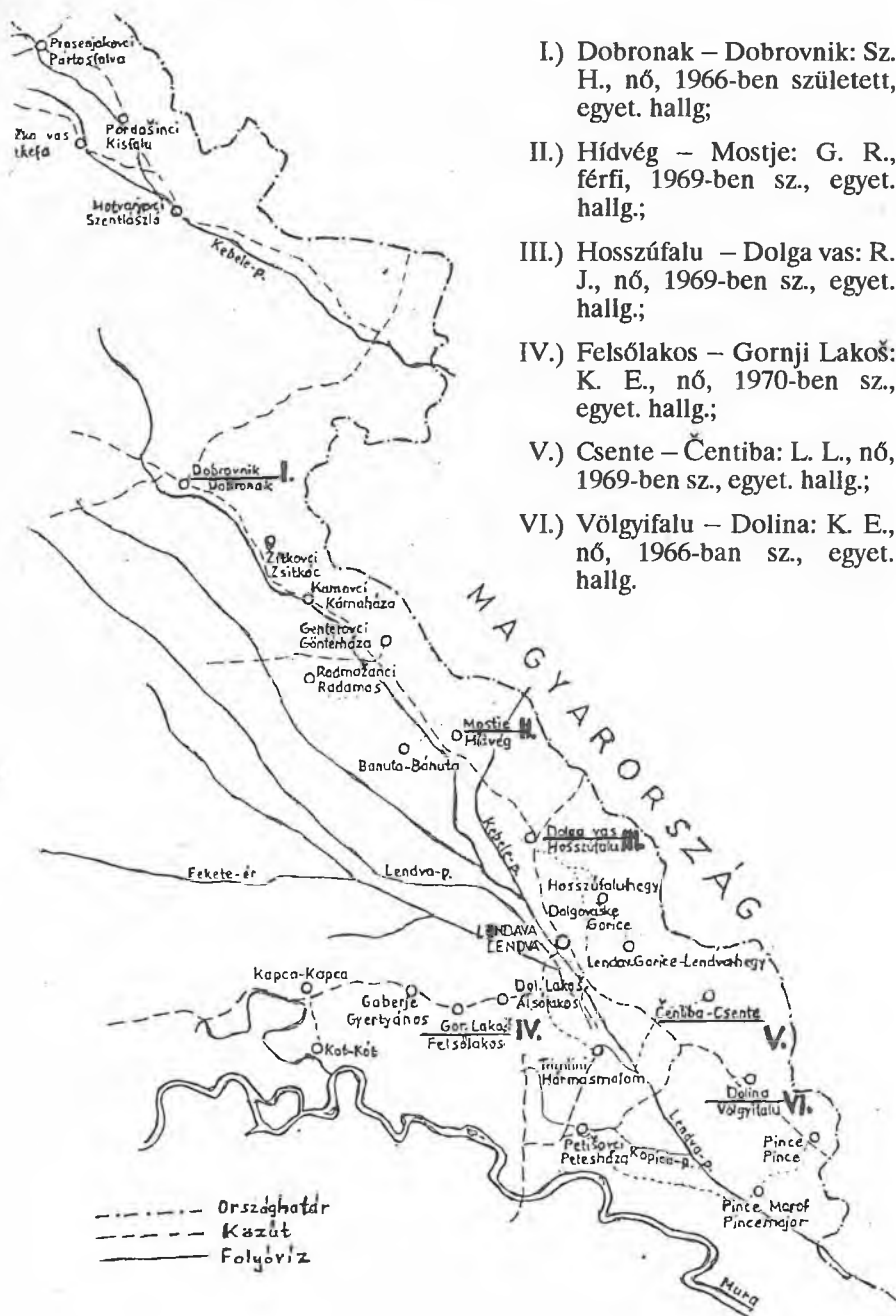 I.) Dobronak – Dobrovnik: Sz.
H., nő, 1966-ben született,
egyet. hallg;
II.) Hídvég – Mostje: G. R.,
férfi, 1969-ben sz., egyet.
hallg.;
III.) Hosszúfalu – Dolga vas: R.
J., nő, 1969-ben sz., egyet.
hallg.;
IV.) Felsőlakos – Gornji Lakoš:
K. E., nő, 1970-ben sz.,
egyet. hallg.;
V.) Csente – Čentiba: L. L., nő,
1969-ben sz., egyet. hallg.;
VI.) Völgyifalu – Dolina: K. E.,
nő, 1966-ban sz., egyet.
hallg.
Prosenjakovci
Pártosfalva
Pordašinci
Kisfalu
vas
Motvarjevci
Szentlászló
Kebele-p.
Dobrovnik I.
Dobronak
Žitkovci
Zsitkóc
Kamovci
Kámaháza
Genterovci
Gönterháza
Radmožanci
Radamos
MAGYARORSZÁG
Mostje II.
Hídvég
Banuta-Bánuta
Kebele-p.
Dolga vas III.
Hosszúfalu
Fekete-ér
Lendva-p.
Hosszúfaluhegy
Dolgovaške
Gorice
LENDAVA
LENDVA
Lendav.Gorice-Lendvahegy
Kapca-Kapca
Gaberje
Gyertyános
Dol. Lakoš
Alsólakos
Gor. Lakoš IV.
Felsőlakos
Čentiba-Csente
V.
Kot-Kót
Hármasmalom
Dolina VI.
Völgyifalu
Petišovci
Petesháza
Kopica-p.
Lendva-p.
Pince
Pince
Pince Marof
Pincemajor
Országhatár
Közút
Folyóvíz
Mura